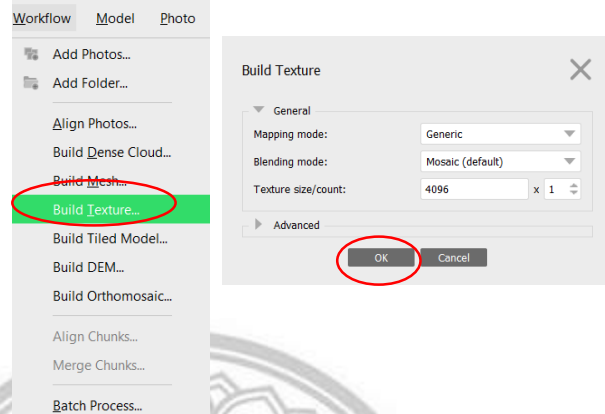 Workflow Model Photo
Add Photos...
Add Folder...
Align Photos...
Build Dense Cloud...
Build Mesh...
Build Texture...
Build Tiled Model...
Build DEM...
Build Orthomosaic...
Align Chunks...
Merge Chunks...
Batch Process...
Build Texture
General
Mapping mode: Generic
Blending mode: Mosaic (default)
Texture size/count: 4096 x 1
Advanced
OK Cancel